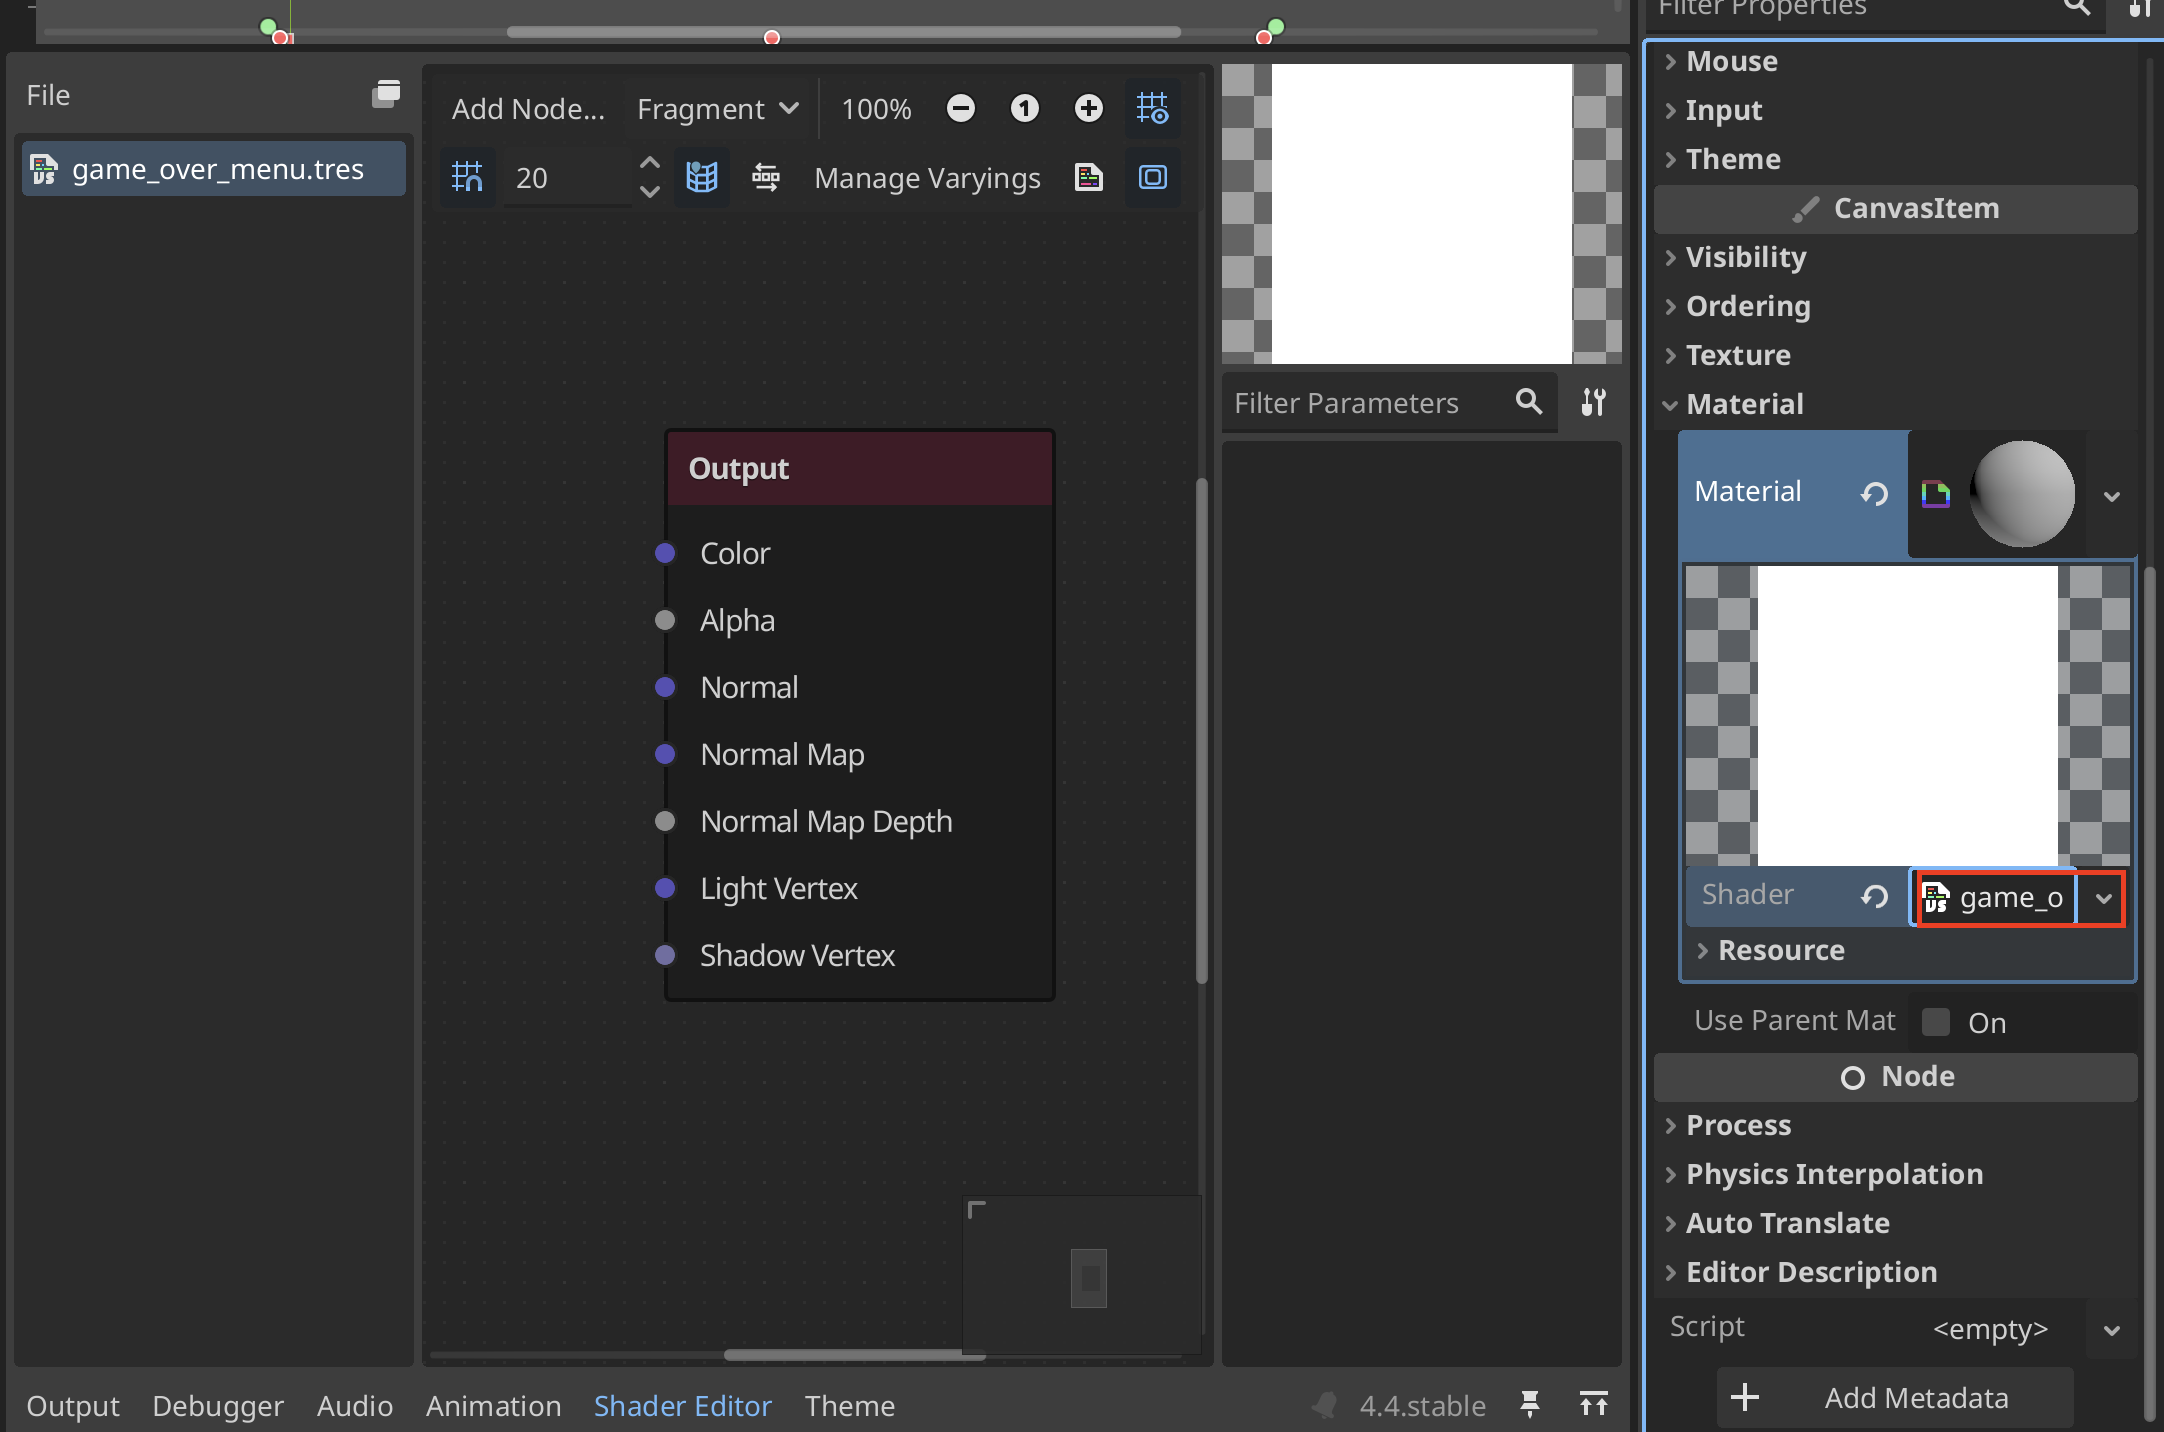 Filter Properties
File
game_over_menu.tres
Add Node...
Fragment
100%
1
20
Manage Varyings
Output
Color
Alpha
Normal
Normal Map
Normal Map Depth
Light Vertex
Shadow Vertex
Filter Parameters
Mouse
Input
Theme
CanvasItem
Visibility
Ordering
Texture
Material
Material
Shader
game_o
Resource
Use Parent Mat
On
Node
Process
Physics Interpolation
Auto Translate
Editor Description
Script
<empty>
Add Metadata
Output
Debugger
Audio
Animation
Shader Editor
Theme
4.4.stable